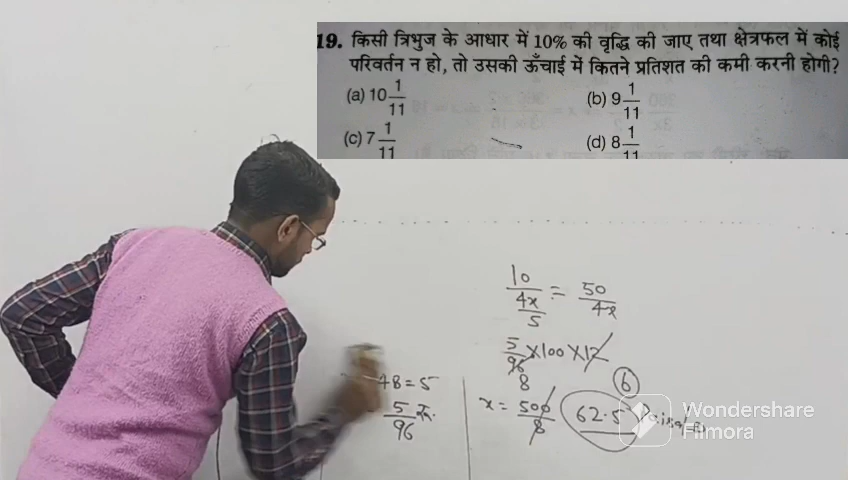 19. किसी त्रिभुज के आधार में 10% की वृद्धि की जाए तथा क्षेत्रफल में कोई
परिवर्तन न हो, तो उसकी ऊँचाई में कितने प्रतिशत की कमी करनी होगी?
(a) 10 1/11 (b) 9 1/11
(c) 7 1/11 (d) 8 1/11
10/(4x/5) = 50/4x
5/96 × 100 × 12
8
x = 500/8 62.5
6
48 = 5
5/96 रू.
Wondershare
Filmora